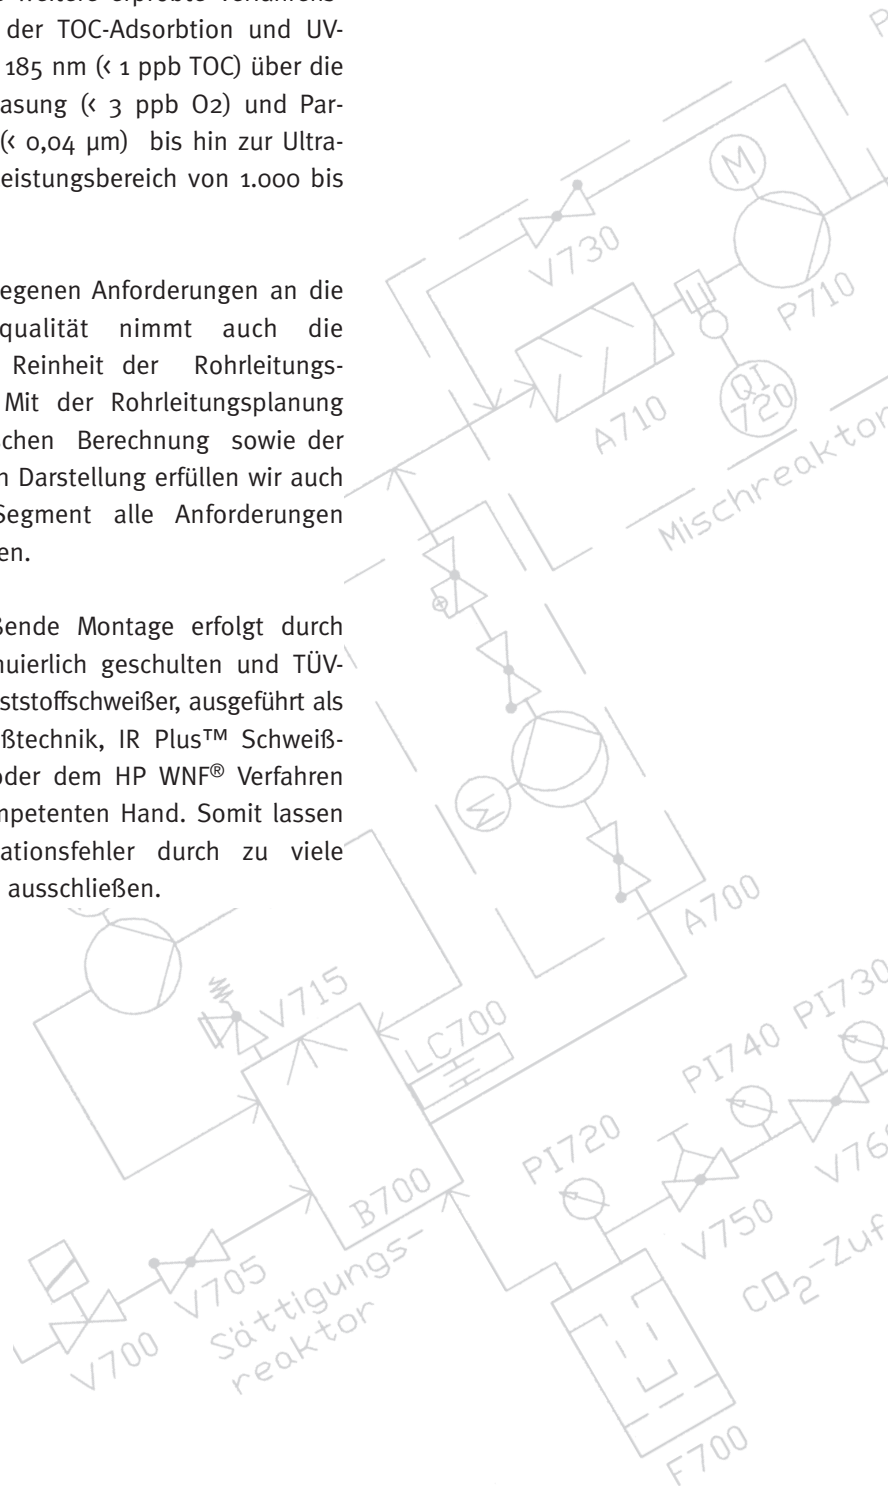 weitere erprobte
der TOC-Adsorbtion und UV-
185 nm (< 1 ppb TOC) über die
asung (< 3 ppb O2) und Par-
(< 0,04 µm) bis hin zur Ultra-
eistungsbereich von 1.000 bis
egenen Anforderungen an die
qualität nimmt auch die
Reinheit der Rohrleitungs-
Mit der Rohrleitungsplanung
schen Berechnung sowie der
n Darstellung erfüllen wir auch
Segment alle Anforderungen
en.
ßende Montage erfolgt durch
nuierlich geschulten und TÜV-
ststoffschweißer, ausgeführt als
ßtechnik, IR Plus™ Schweiß-
oder dem HP WNF® Verfahren
mpetenten Hand. Somit lassen
ationsfehler durch zu viele
ausschließen.
M
V730
P710
QI
720
A710
Mischreaktor
M
A700
V715
LC700
PI730
PI740
PI720
B700
V760
V750
V705
Sättigungs-
reaktor
CO2-Zuf
V700
F700